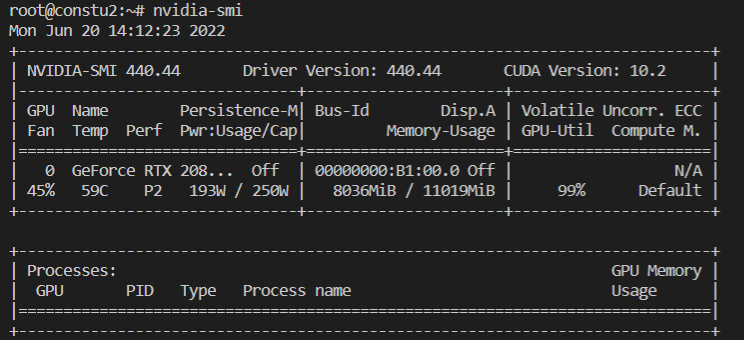 root@constu2:~# nvidia-smi
Mon Jun 20 14:12:23 2022
+-----------------------------------------------------------------------------+
| NVIDIA-SMI 440.44       Driver Version: 440.44       CUDA Version: 10.2     |
|-------------------------------+----------------------+----------------------+
| GPU  Name        Persistence-M| Bus-Id        Disp.A | Volatile Uncorr. ECC |
| Fan  Temp  Perf  Pwr:Usage/Cap|         Memory-Usage | GPU-Util  Compute M. |
|===============================+======================+======================|
|   0  GeForce RTX 208...  Off  | 00000000:B1:00.0 Off |                  N/A |
| 45%   59C    P2   193W / 250W |   8036MiB / 11019MiB |     99%      Default |
+-------------------------------+----------------------+----------------------+
+-----------------------------------------------------------------------------+
| Processes:                                                       GPU Memory |
|  GPU       PID   Type   Process name                             Usage      |
|=============================================================================|
+-----------------------------------------------------------------------------+